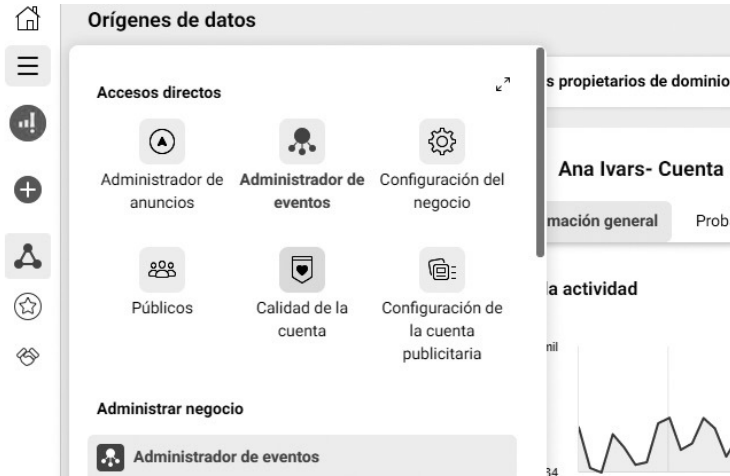 Orígenes de datos
Accesos directos
Administrador de
anuncios
Administrador de
eventos
Configuración del
negocio
Públicos
Calidad de la
cuenta
Configuración de
la cuenta
publicitaria
Administrar negocio
Administrador de eventos
s propietarios de dominio
Ana Ivars- Cuenta
mación general
Prob
la actividad
mil
34